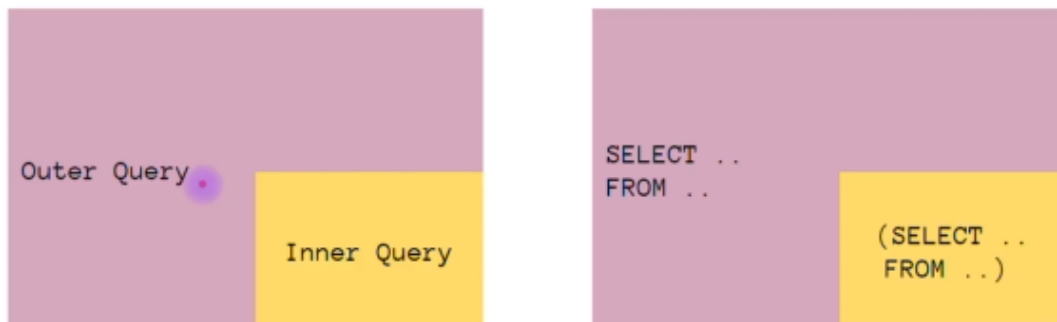 Outer Query
Inner Query
SELECT ..
FROM ..
(SELECT ..
FROM ..)